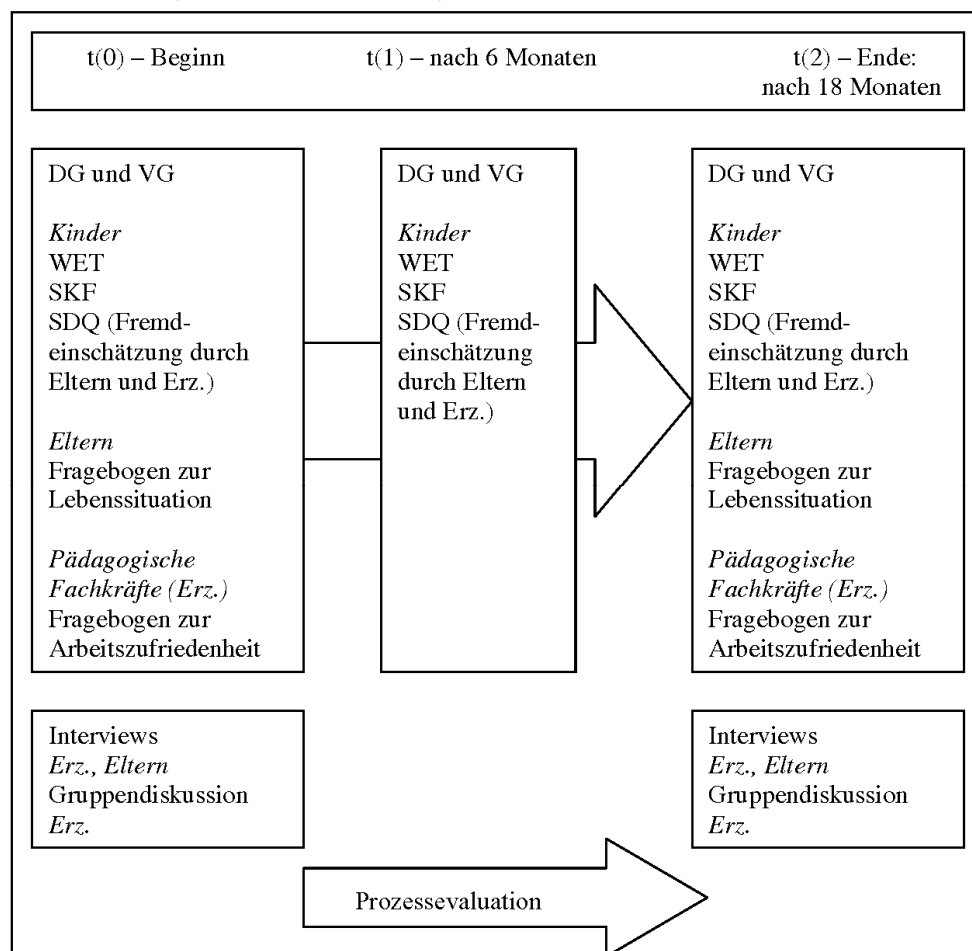 t(0) – Beginn
t(1) – nach 6 Monaten
t(2) – Ende:
nach 18 Monaten
DG und VG
Kinder
WET
SKF
SDQ (Fremd-
einschätzung durch
Eltern und Erz.)
Eltern
Fragebogen zur
Lebenssituation
Pädagogische
Fachkräfte (Erz.)
Fragebogen zur
Arbeitszufriedenheit
DG und VG
Kinder
WET
SKF
SDQ (Fremd-
einschätzung
durch Eltern
und Erz.)
DG und VG
Kinder
WET
SKF
SDQ (Fremd-
einschätzung durch
Eltern und Erz.)
Eltern
Fragebogen zur
Lebenssituation
Pädagogische
Fachkräfte (Erz.)
Fragebogen zur
Arbeitszufriedenheit
Interviews
Erz., Eltern
Gruppendiskussion
Erz.
Interviews
Erz., Eltern
Gruppendiskussion
Erz.
Prozessevaluation